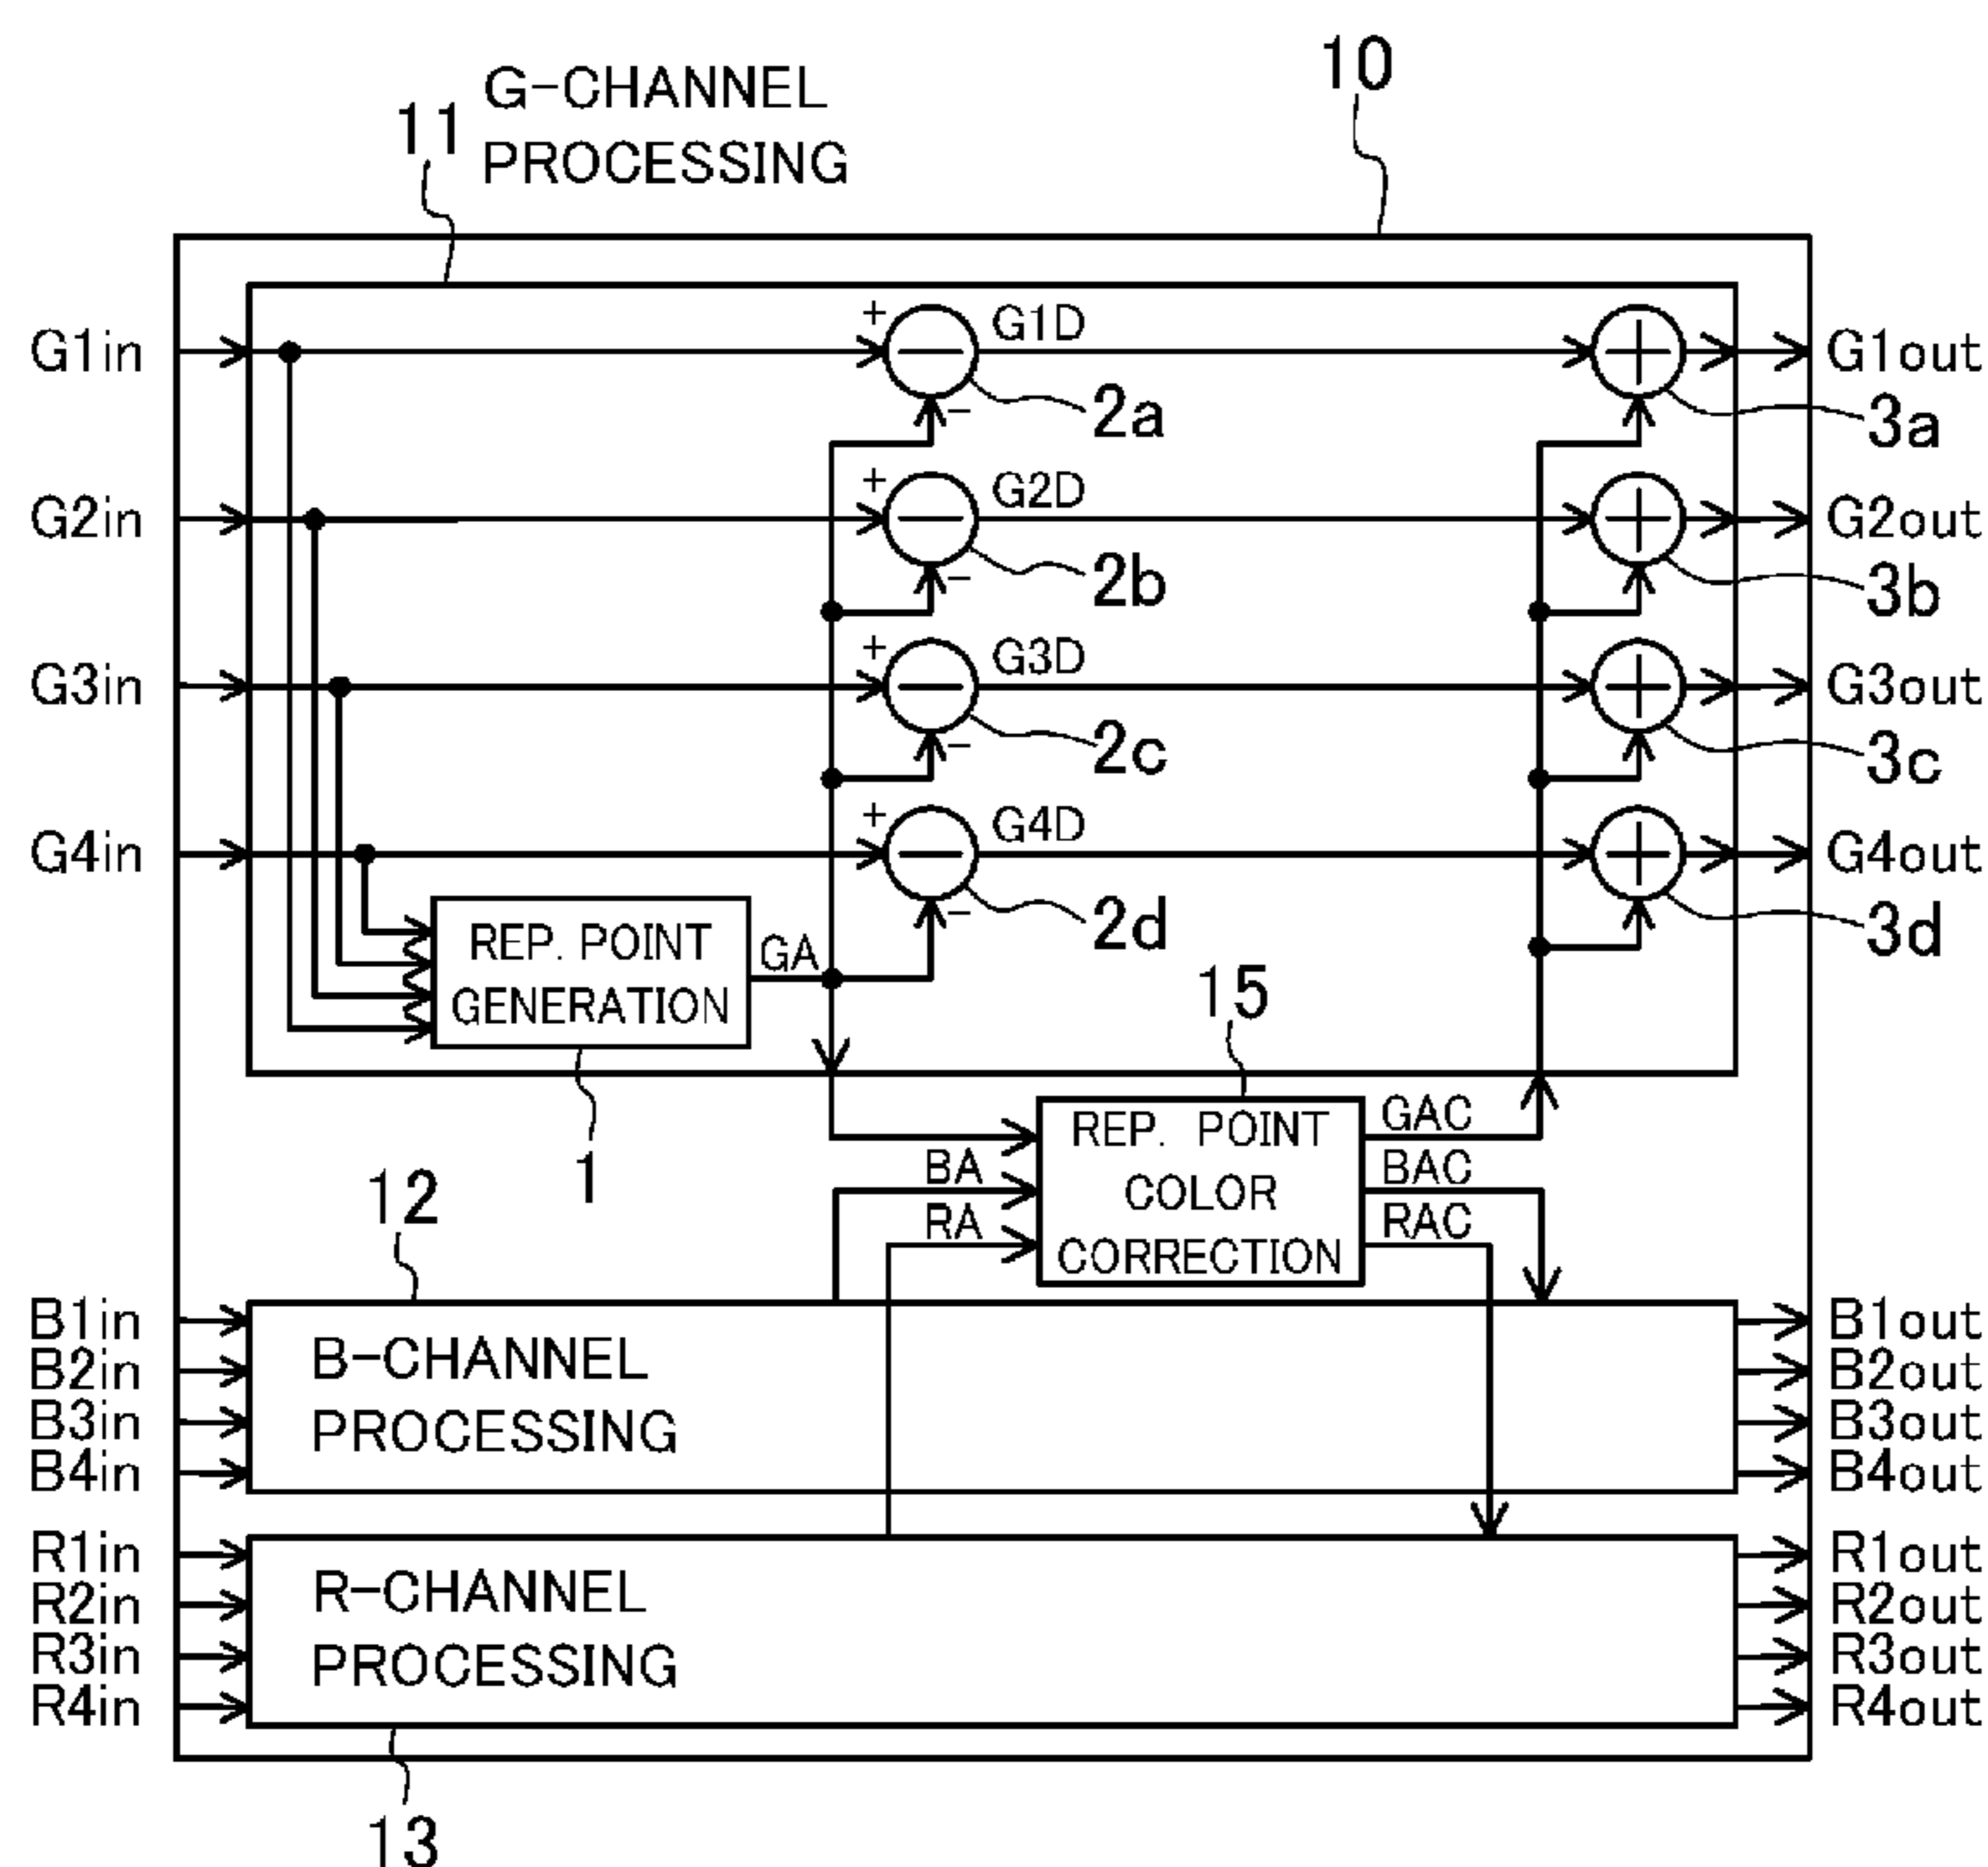 10
11
G-CHANNEL
PROCESSING
G1in
+
G1D
-
2a
G1out
3a
G2in
+
G2D
-
2b
G2out
3b
G3in
+
G3D
-
2c
G3out
3c
G4in
+
G4D
-
2d
G4out
3d
REP. POINT
GENERATION
GA
1
15
REP. POINT
COLOR
CORRECTION
BA
RA
GAC
BAC
RAC
12
B1in
B2in
B3in
B4in
B-CHANNEL
PROCESSING
B1out
B2out
B3out
B4out
R1in
R2in
R3in
R4in
R-CHANNEL
PROCESSING
R1out
R2out
R3out
R4out
13